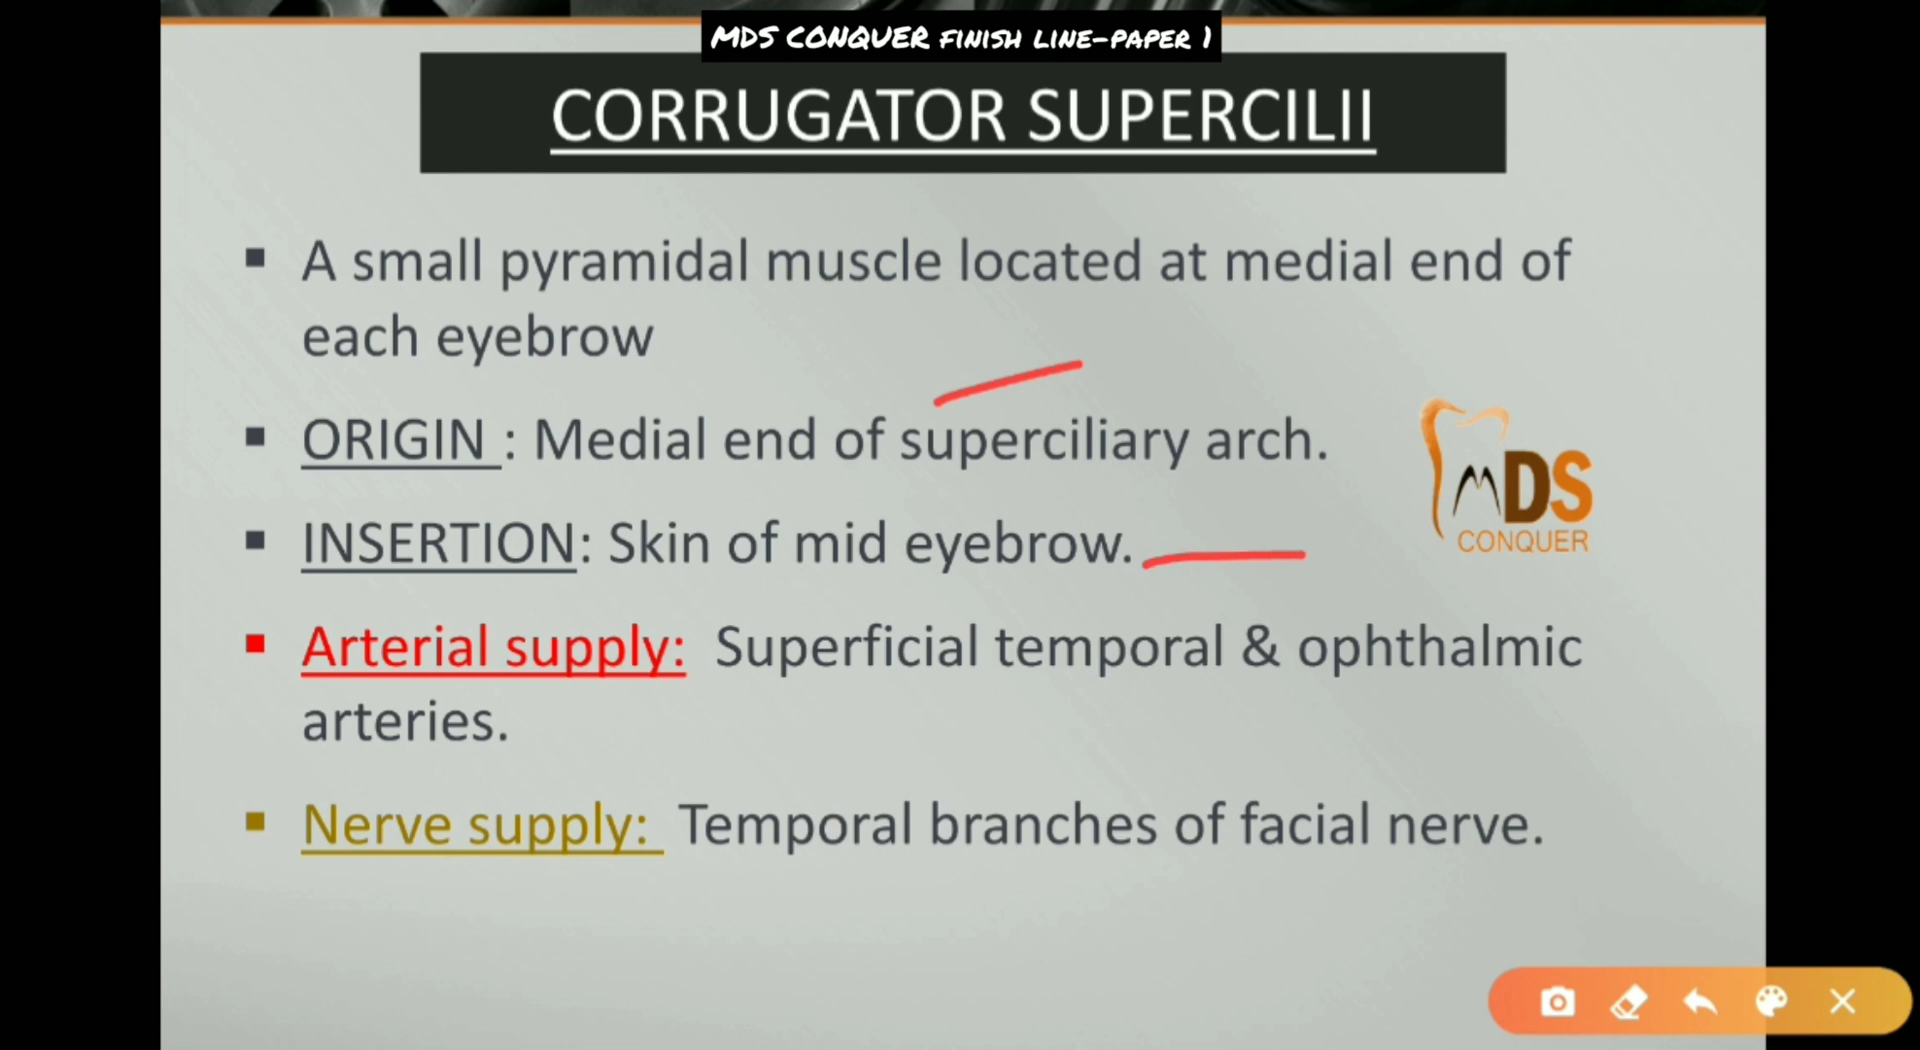 MDS CONQUER FINISH LINE-PAPER 1
CORRUGATOR SUPERCILII
▪ A small pyramidal muscle located at medial end of
each eyebrow
▪ ORIGIN : Medial end of superciliary arch.
▪ INSERTION: Skin of mid eyebrow.
▪ Arterial supply: Superficial temporal & ophthalmic
arteries.
▪ Nerve supply: Temporal branches of facial nerve.
MDS
CONQUER